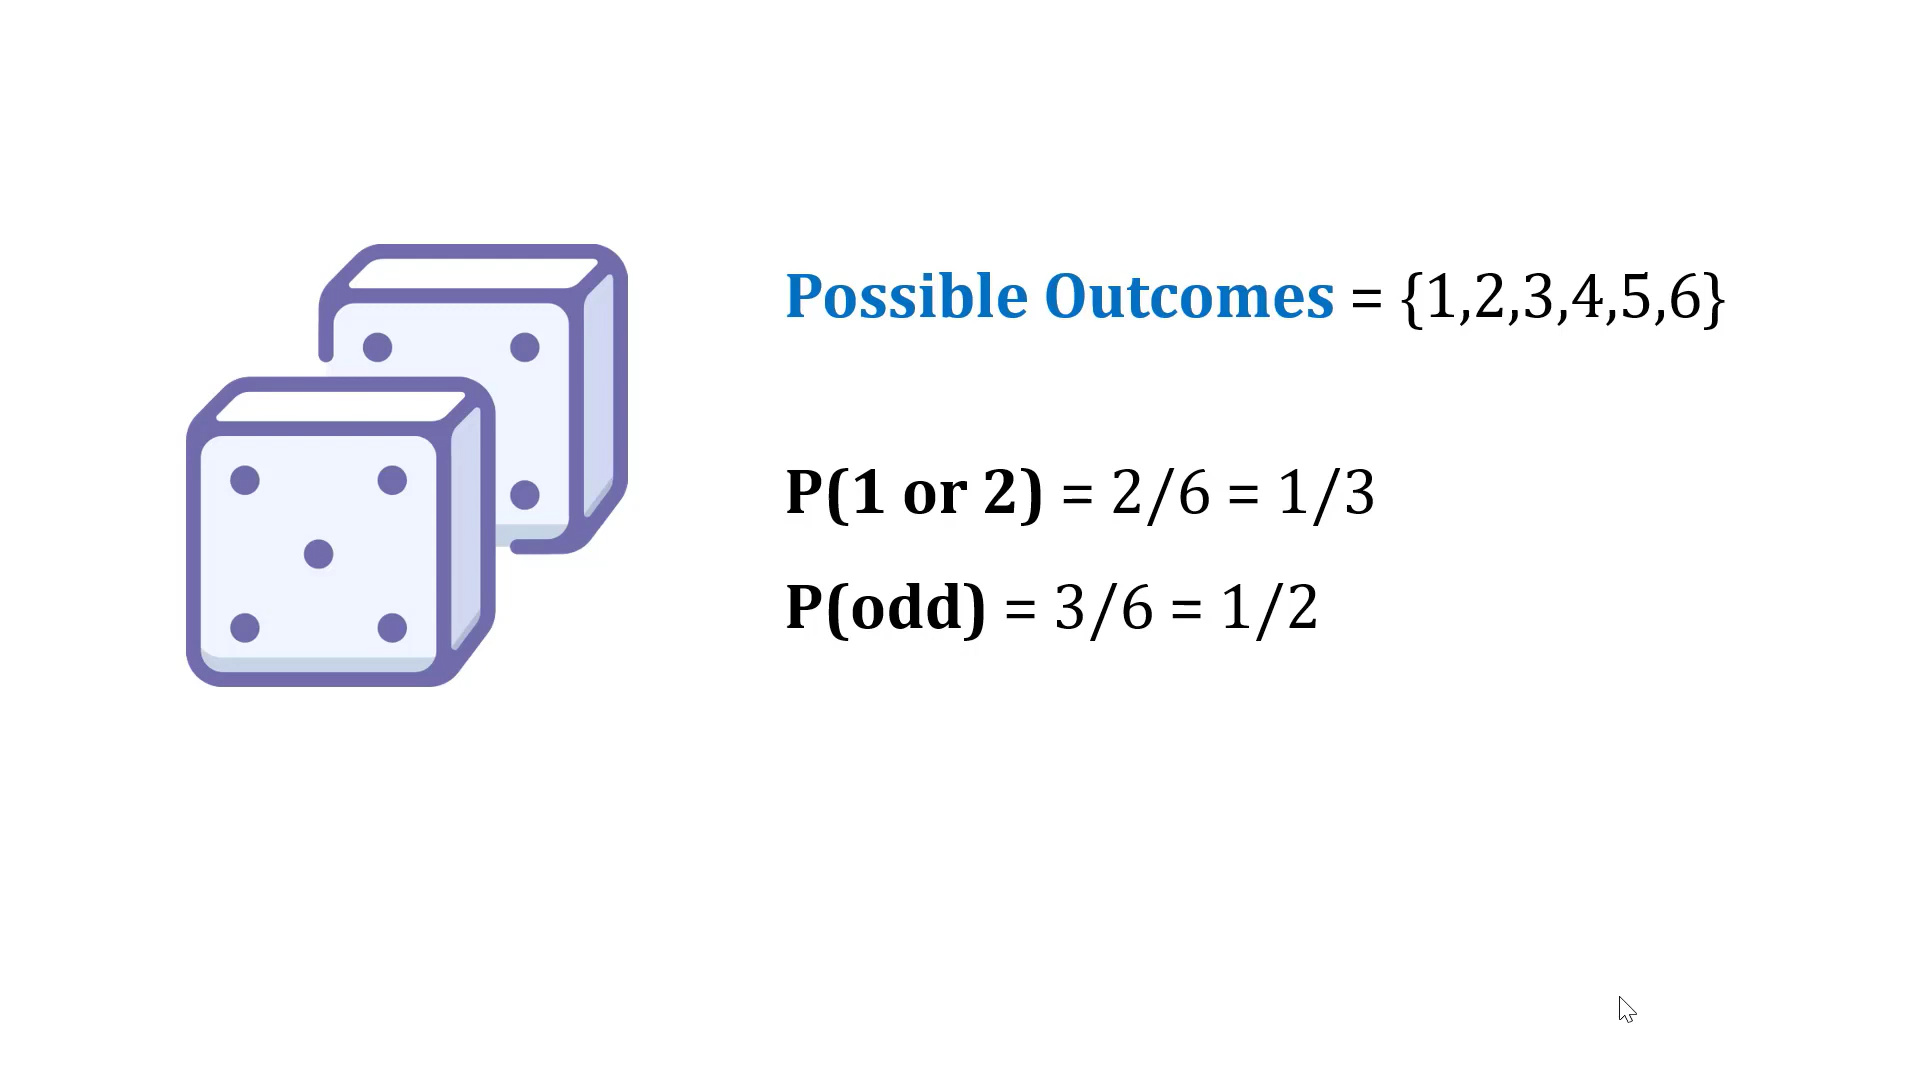 Possible Outcomes = {1,2,3,4,5,6}
P(1 or 2) = 2/6 = 1/3
P(odd) = 3/6 = 1/2